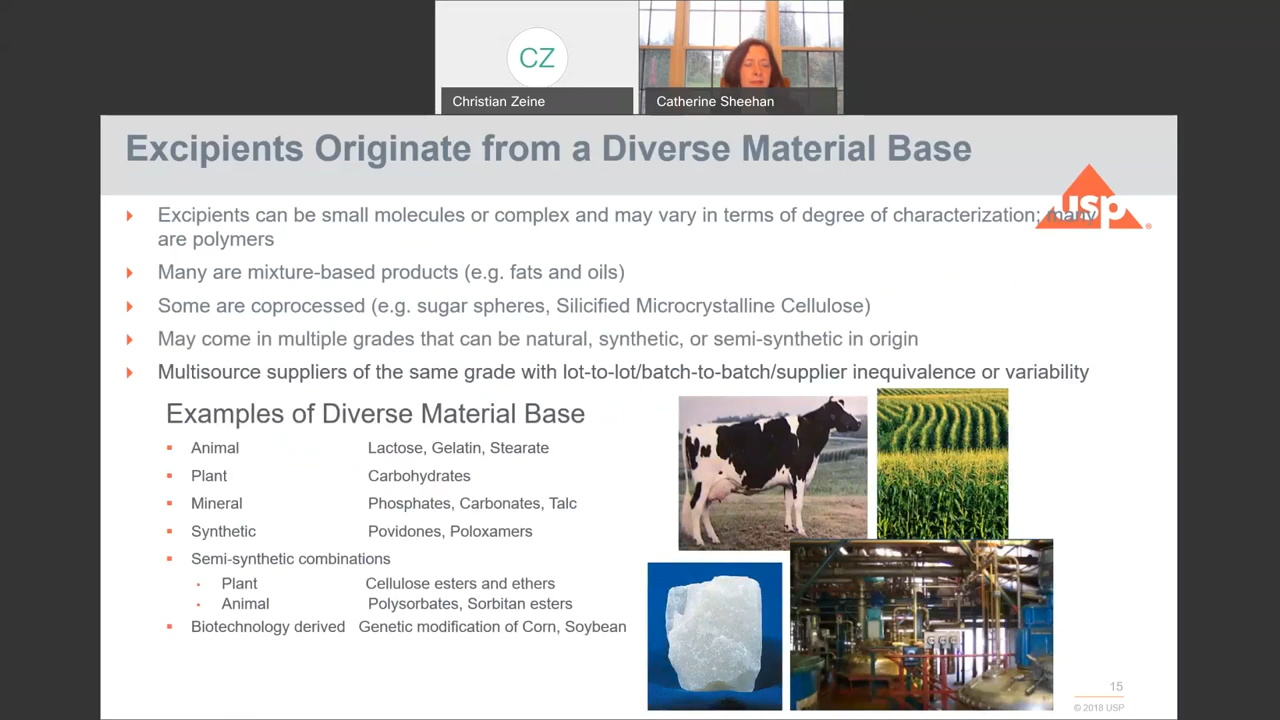 CZ
Christian Zeine
Catherine Sheehan
Excipients Originate from a Diverse Material Base
usp
®
Excipients can be small molecules or complex and may vary in terms of degree of characterization; many
are polymers
Many are mixture-based products (e.g. fats and oils)
Some are coprocessed (e.g. sugar spheres, Silicified Microcrystalline Cellulose)
May come in multiple grades that can be natural, synthetic, or semi-synthetic in origin
Multisource suppliers of the same grade with lot-to-lot/batch-to-batch/supplier inequivalence or variability
Examples of Diverse Material Base
Animal Lactose, Gelatin, Stearate
Plant Carbohydrates
Mineral Phosphates, Carbonates, Talc
Synthetic Povidones, Poloxamers
Semi-synthetic combinations
Plant Cellulose esters and ethers
Animal Polysorbates, Sorbitan esters
Biotechnology derived Genetic modification of Corn, Soybean
15
© 2018 USP